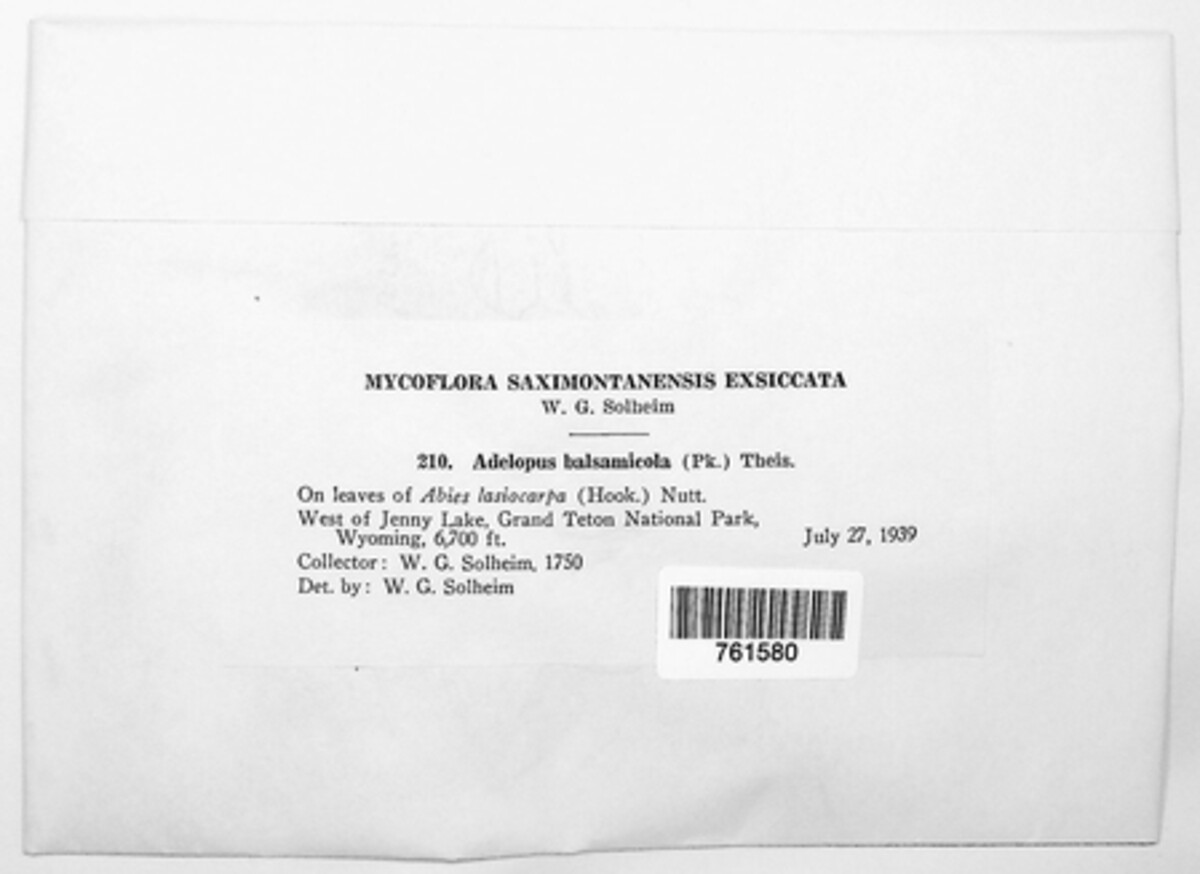 MYCOFLORA SAXIMONTANENSIS EXSICCATA
W. G. Solheim
210. Adelopus balsamicola (Pk.) Theis.
On leaves of Abies lasiocarpa (Hook.) Nutt.
West of Jenny Lake, Grand Teton National Park,
Wyoming, 6,700 ft. July 27, 1939
Collector: W. G. Solheim, 1750
Det. by: W. G. Solheim
761580